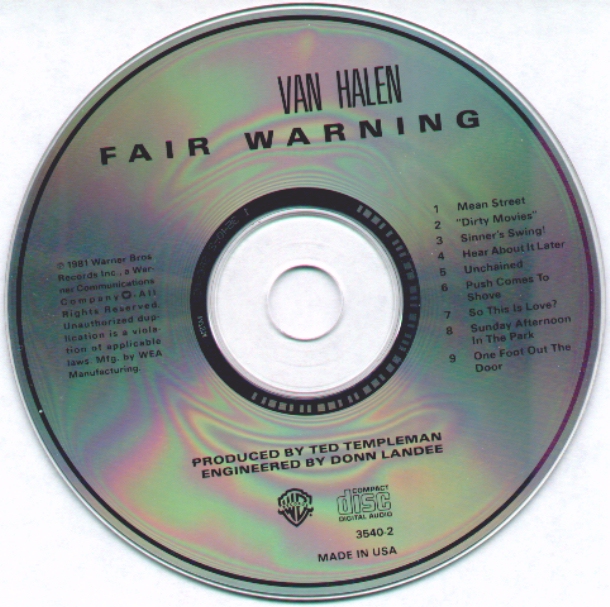 VAN HALEN
FAIR WARNING
℗ 1981 Warner Bros
Records Inc., a War-
ner Communications
Company. All
Rights Reserved.
Unauthorized dup-
lication is a viola-
tion of applicable
laws. Mfg. by WEA
Manufacturing.
1 Mean Street
2 "Dirty Movies"
3 Sinner's Swing!
4 Hear About It Later
5 Unchained
6 Push Comes To
Shove
7 So This Is Love?
8 Sunday Afternoon
In The Park
9 One Foot Out The
Door
PRODUCED BY TED TEMPLEMAN
ENGINEERED BY DONN LANDEE
COMPACT
disc
DIGITAL AUDIO
3540-2
MADE IN USA